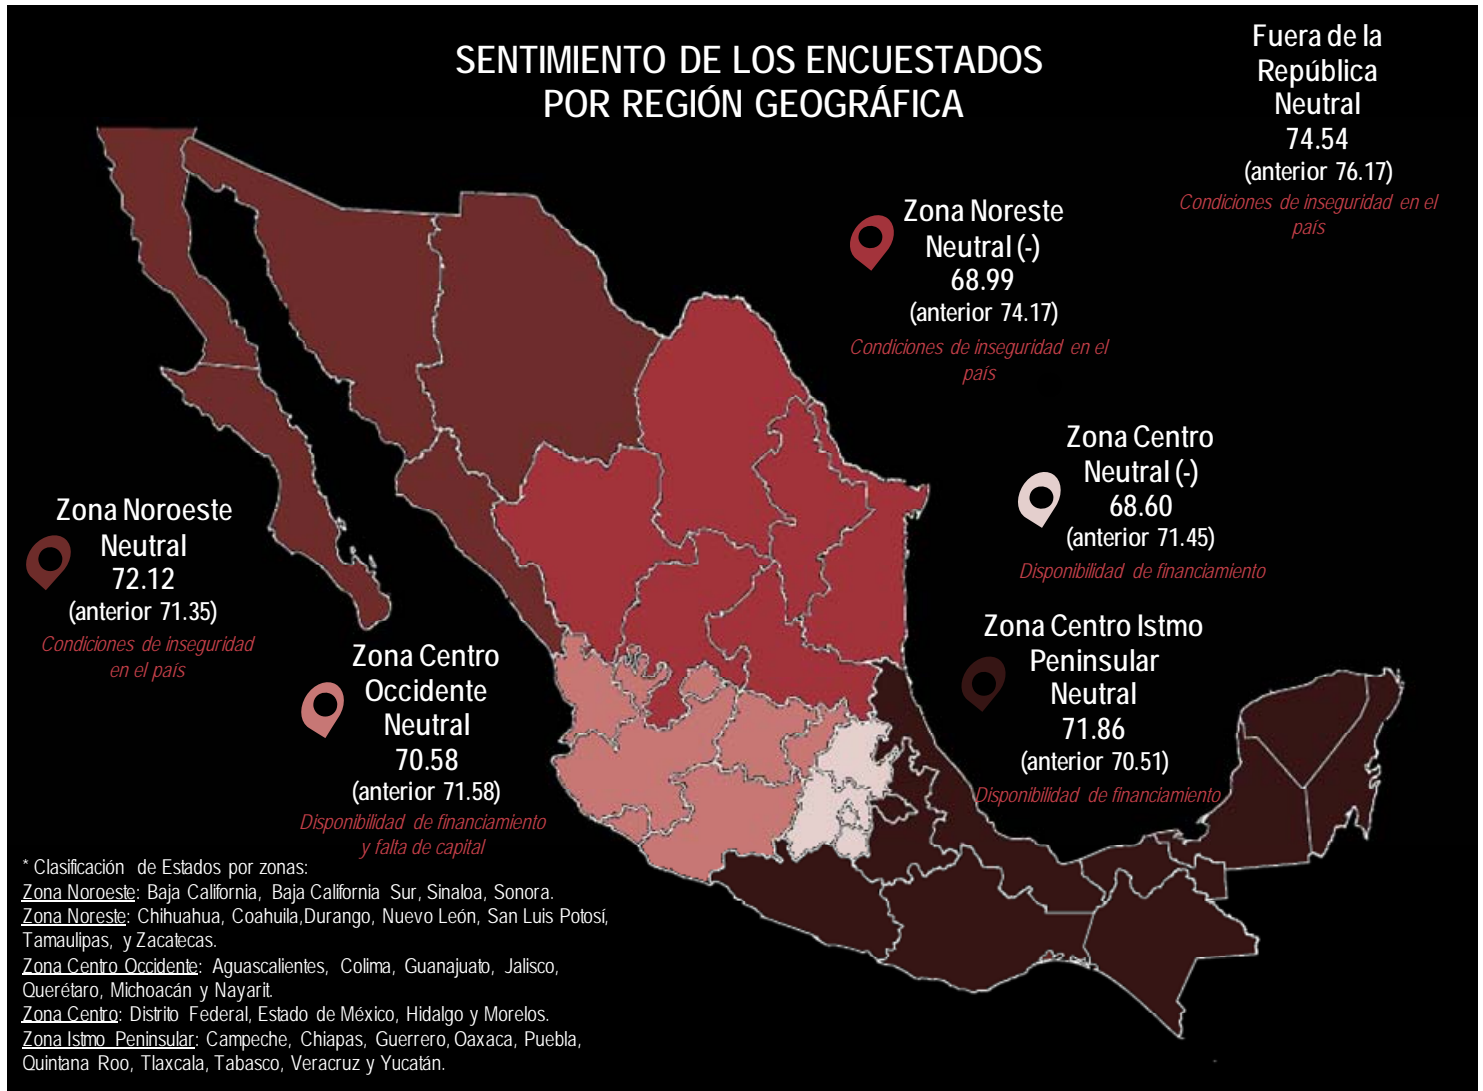 SENTIMIENTO DE LOS ENCUESTADOS
POR REGIÓN GEOGRÁFICA
Fuera de la
República
Neutral
74.54
(anterior 76.17)
Condiciones de inseguridad en el
país
Zona Noreste
Neutral (-)
68.99
(anterior 74.17)
Condiciones de inseguridad en el
país
Zona Centro
Neutral (-)
68.60
(anterior 71.45)
Disponibilidad de financiamiento
Zona Noroeste
Neutral
72.12
(anterior 71.35)
Condiciones de inseguridad
en el país
Zona Centro Istmo
Peninsular
Neutral
71.86
(anterior 70.51)
Disponibilidad de financiamiento
Zona Centro
Occidente
Neutral
70.58
(anterior 71.58)
Disponibilidad de financiamiento
y falta de capital
* Clasificación de Estados por zonas:
Zona Noroeste: Baja California, Baja California Sur, Sinaloa, Sonora.
Zona Noreste: Chihuahua, Coahuila,Durango, Nuevo León, San Luis Potosí,
Tamaulipas, y Zacatecas.
Zona Centro Occidente: Aguascalientes, Colima, Guanajuato, Jalisco,
Querétaro, Michoacán y Nayarit.
Zona Centro: Distrito Federal, Estado de México, Hidalgo y Morelos.
Zona Istmo Peninsular: Campeche, Chiapas, Guerrero, Oaxaca, Puebla,
Quintana Roo, Tlaxcala, Tabasco, Veracruz y Yucatán.